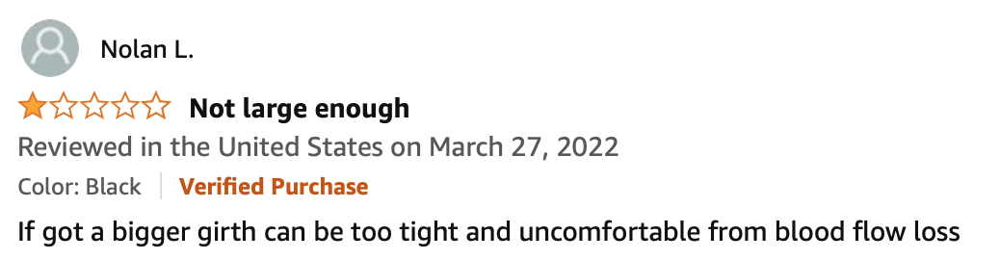 Nolan L.
Not large enough
Reviewed in the United States on March 27, 2022
Color: Black Verified Purchase
If got a bigger girth can be too tight and uncomfortable from blood flow loss